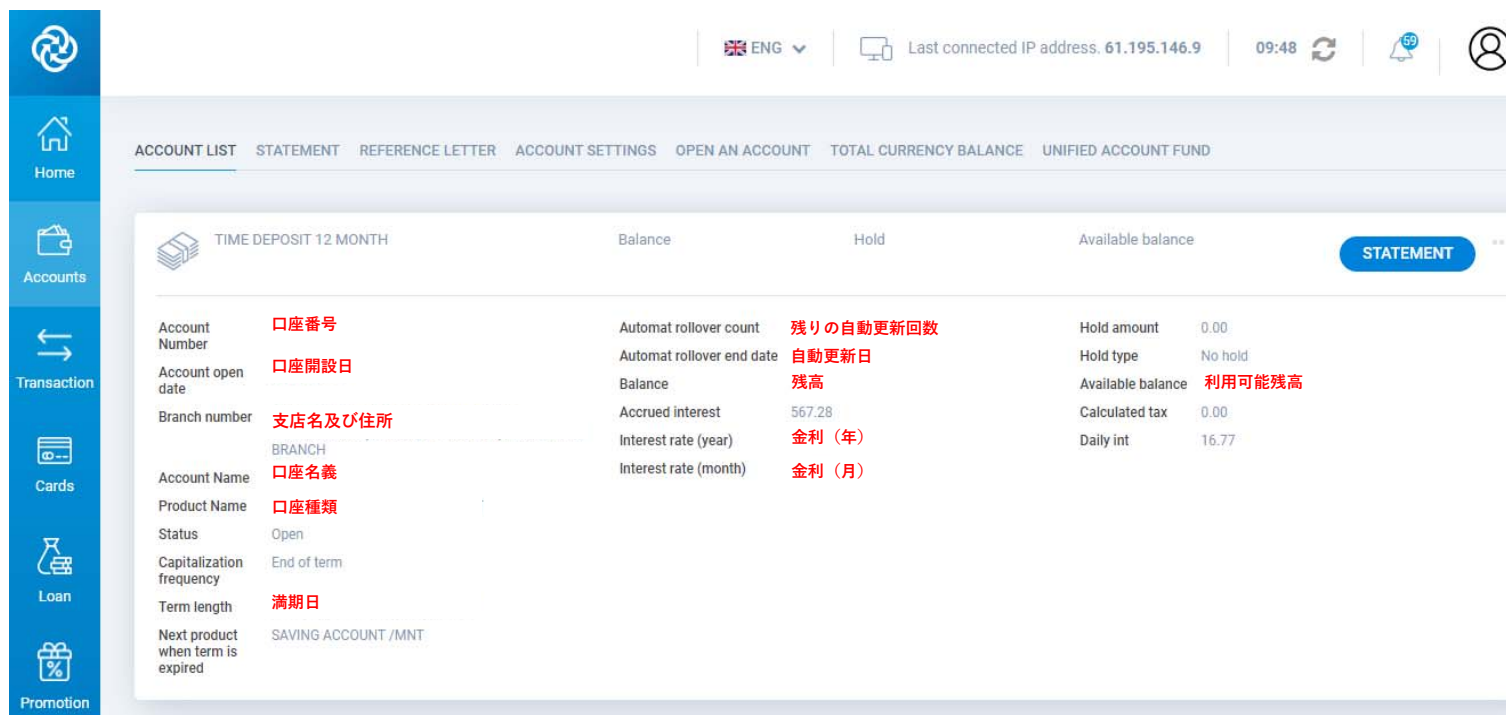 ENG
Last connected IP address. 61.195.146.9
09:48
59
Home
Accounts
Transaction
Cards
Loan
Promotion
ACCOUNT LIST STATEMENT REFERENCE LETTER ACCOUNT SETTINGS OPEN AN ACCOUNT TOTAL CURRENCY BALANCE UNIFIED ACCOUNT FUND
TIME DEPOSIT 12 MONTH Balance Hold Available balance STATEMENT
Account
Number
口座番号
Account open
date
口座開設日
Branch number 支店名及び住所
BRANCH
Account Name 口座名義
Product Name 口座種類
Status Open
Capitalization
frequency
End of term
Term length 満期日
Next product
when term is
expired
SAVING ACCOUNT /MNT
Automat rollover count 残りの自動更新回数
Automat rollover end date 自動更新日
Balance 残高
Accrued interest 567.28
Interest rate (year) 金利（年）
Interest rate (month) 金利（月）
Hold amount 0.00
Hold type No hold
Available balance 利用可能残高
Calculated tax 0.00
Daily int 16.77